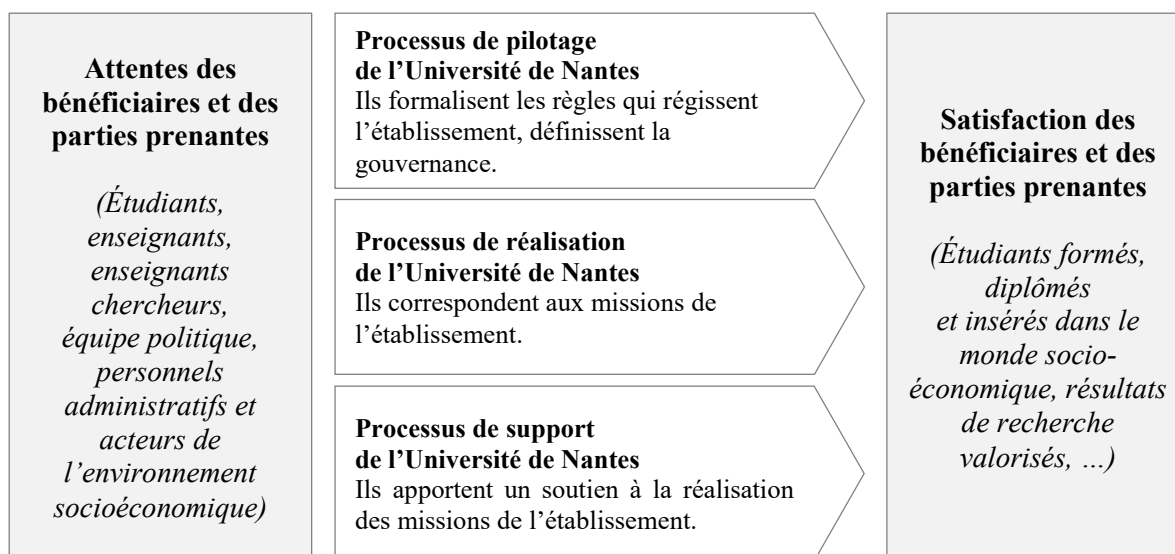 Attentes des
bénéficiaires et des
parties prenantes
(Étudiants,
enseignants,
enseignants
chercheurs,
équipe politique,
personnels
administratifs et
acteurs de
l’environnement
socioéconomique)
Processus de pilotage
de l’Université de Nantes
Ils formalisent les règles qui régissent
l’établissement, définissent la
gouvernance.
Processus de réalisation
de l’Université de Nantes
Ils correspondent aux missions de
l’établissement.
Processus de support
de l’Université de Nantes
Ils apportent un soutien à la réalisation
des missions de l’établissement.
Satisfaction des
bénéficiaires et des
parties prenantes
(Étudiants formés,
diplômés
et insérés dans le
monde socio-
économique, résultats
de recherche
valorisés, …)